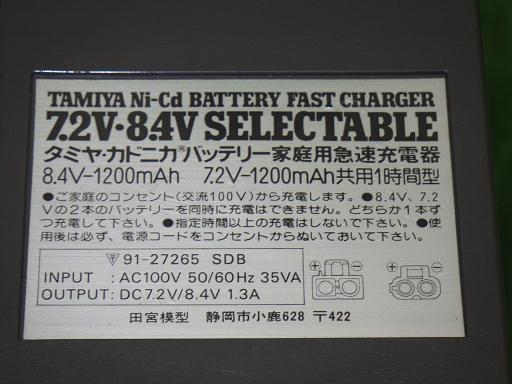 TAMIYA Ni-Cd BATTERY FAST CHARGER
7.2V·8.4V SELECTABLE
タミヤ・カドニカ®バッテリー家庭用急速充電器
8.4V-1200mAh 7.2V-1200mAh共用1時間型
●ご家庭のコンセント(交流100V)から充電します。●8.4V、7.2
Vの2本のバッテリーを同時に充電はできません。どちらか1本ず
つ充電して下さい。●指定時間以上の充電はしないで下さい。●使
用後は必ず、電源コードをコンセントからぬいておいて下さい。
91-27265 SDB
INPUT : AC100V 50/60Hz 35VA
OUTPUT: DC7.2V/8.4V 1.3A
⊕ ⊖ ⊕ ⊖
田宮模型 静岡市小鹿628 〒422